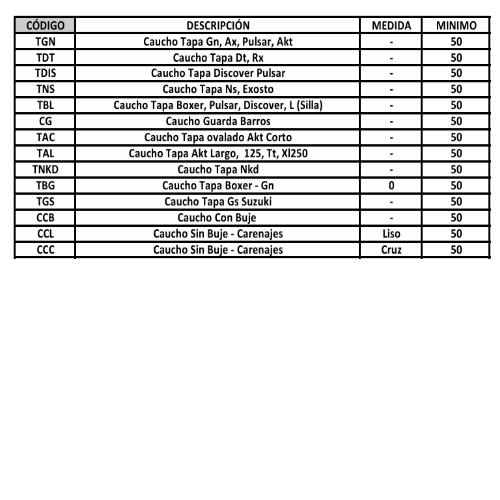 CÓDIGO DESCRIPCIÓN MEDIDA MINIMO
TGN Caucho Tapa Gn, Ax, Pulsar, Akt - 50
TDT Caucho Tapa Dt, Rx - 50
TDIS Caucho Tapa Discover Pulsar - 50
TNS Caucho Tapa Ns, Exosto - 50
TBL Caucho Tapa Boxer, Pulsar, Discover, L (Silla) - 50
CG Caucho Guarda Barros - 50
TAC Caucho Tapa ovalado Akt Corto - 50
TAL Caucho Tapa Akt Largo, 125, Tt, Xl250 - 50
TNKD Caucho Tapa Nkd - 50
TBG Caucho Tapa Boxer - Gn 0 50
TGS Caucho Tapa Gs Suzuki - 50
CCB Caucho Con Buje - 50
CCL Caucho Sin Buje - Carenajes Liso 50
CCC Caucho Sin Buje - Carenajes Cruz 50